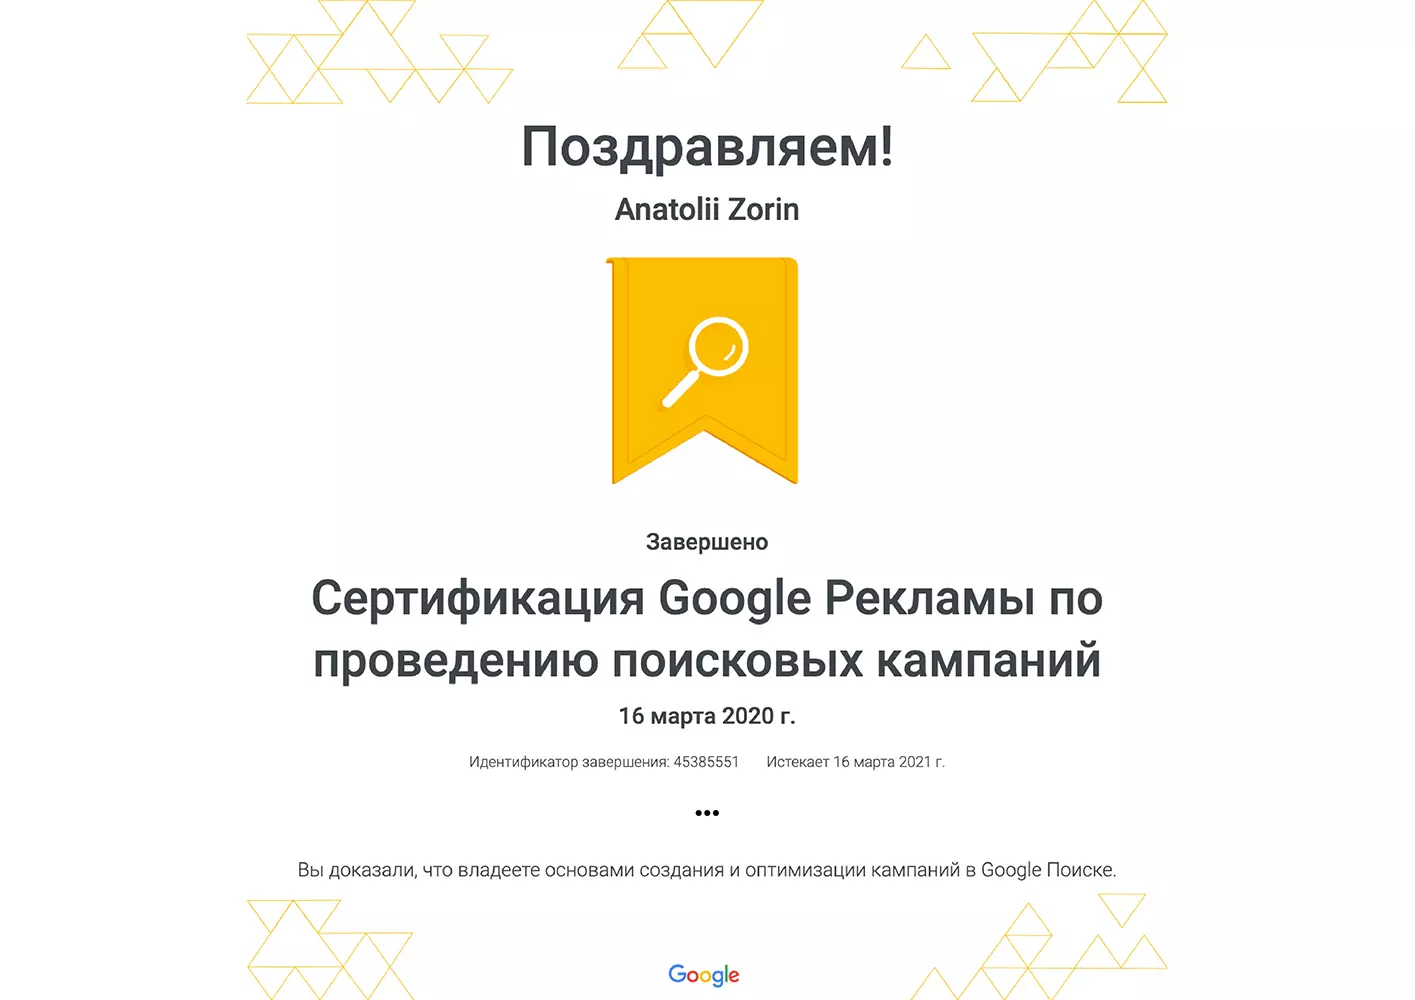 Поздравляем!
Anatolii Zorin
Завершено
Сертификация Google Рекламы по
проведению поисковых кампаний
16 марта 2020 г.
Идентификатор завершения: 45385551 Истекает 16 марта 2021 г.
•••
Вы доказали, что владеете основами создания и оптимизации кампаний в Google Поиске.
Google